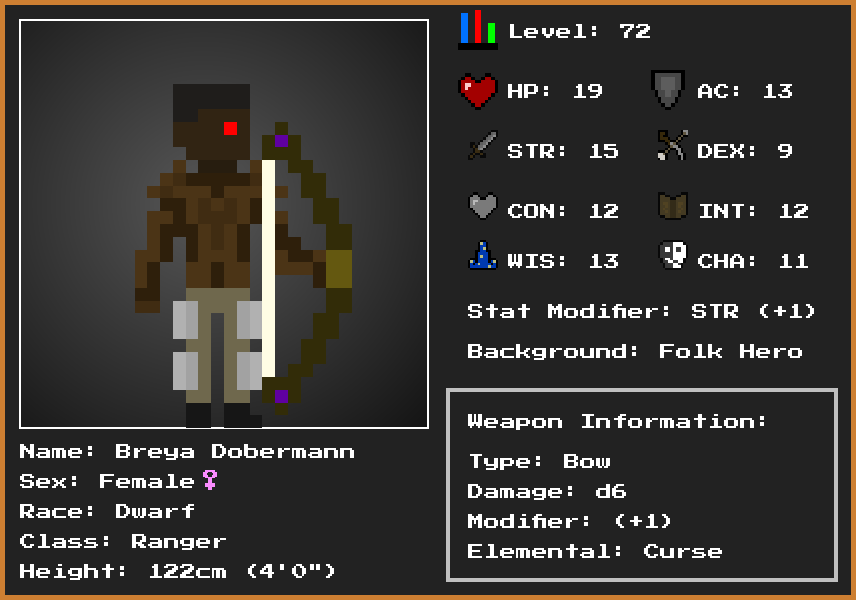 Level: 72
HP: 19
AC: 13
STR: 15
DEX: 9
CON: 12
INT: 12
WIS: 13
CHA: 11
Stat Modifier: STR (+1)
Background: Folk Hero
Weapon Information:
Type: Bow
Damage: d6
Modifier: (+1)
Elemental: Curse
Name: Breya Dobermann
Sex: Female♀
Race: Dwarf
Class: Ranger
Height: 122cm (4'0")